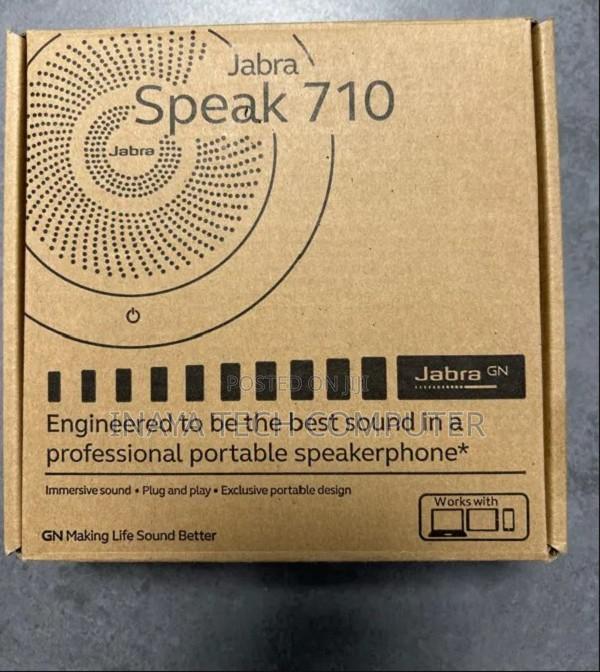 Jabra
Speak 710
Jabra
Jabra GN
POSTED ON JIJI
Engineered to be the best sound in a
INAYA TECH COMPUTER
professional portable speakerphone*
Immersive sound • Plug and play • Exclusive portable design
Works with
GN Making Life Sound Better